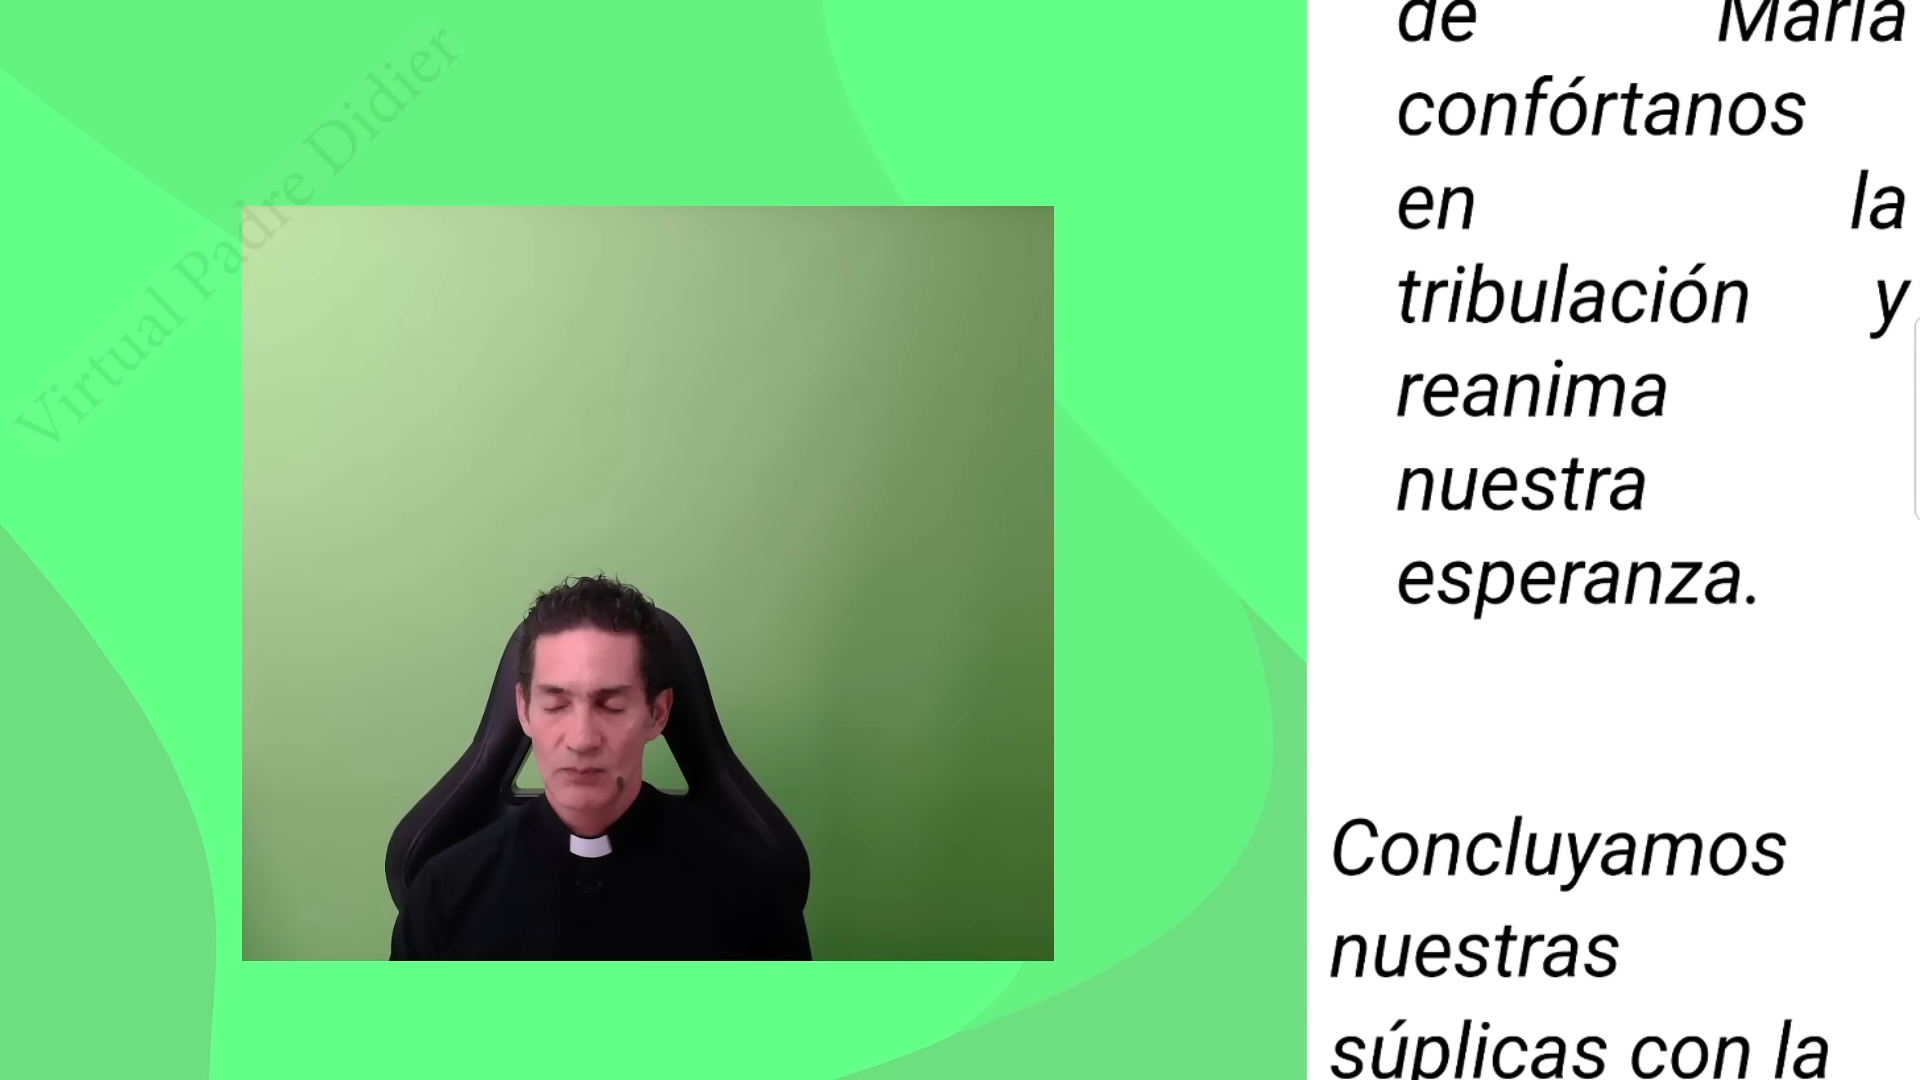 Virtual Padre Didier
de María
confórtanos
en la
tribulación y
reanima
nuestra
esperanza.
Concluyamos
nuestras
súplicas con la